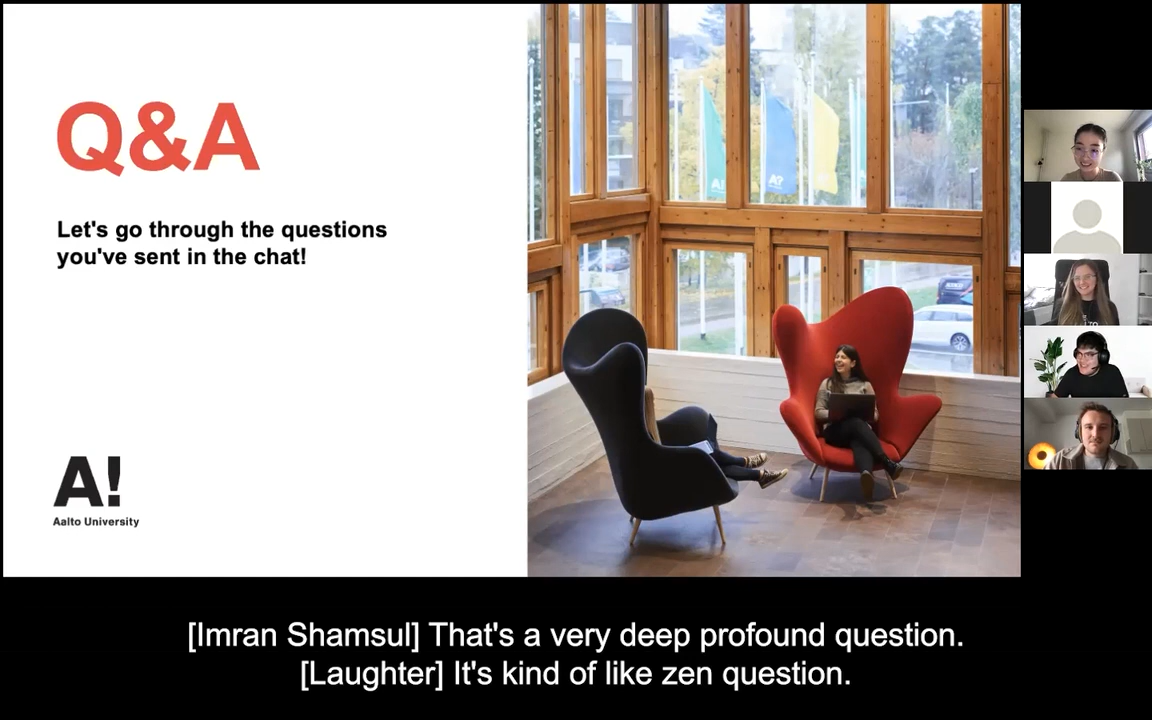 Q&A
Let's go through the questions
you've sent in the chat!
A!
Aalto University
A!
A?
[Imran Shamsul] That's a very deep profound question.
[Laughter] It's kind of like zen question.